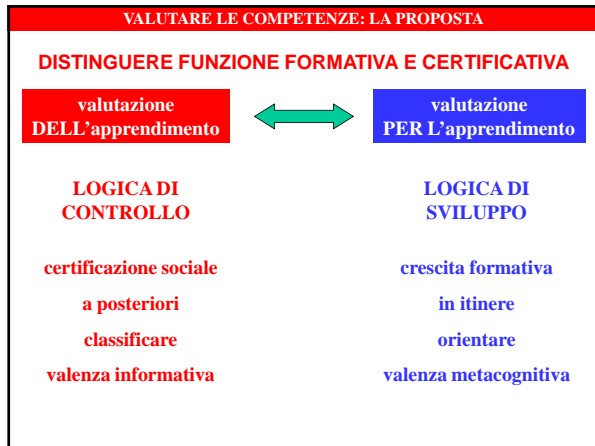 VALUTARE LE COMPETENZE: LA PROPOSTA
DISTINGUERE FUNZIONE FORMATIVA E CERTIFICATIVA
valutazione
DELL'apprendimento
valutazione
PER L'apprendimento
LOGICA DI
CONTROLLO
LOGICA DI
SVILUPPO
certificazione sociale
a posteriori
classificare
valenza informativa
crescita formativa
in itinere
orientare
valenza metacognitiva